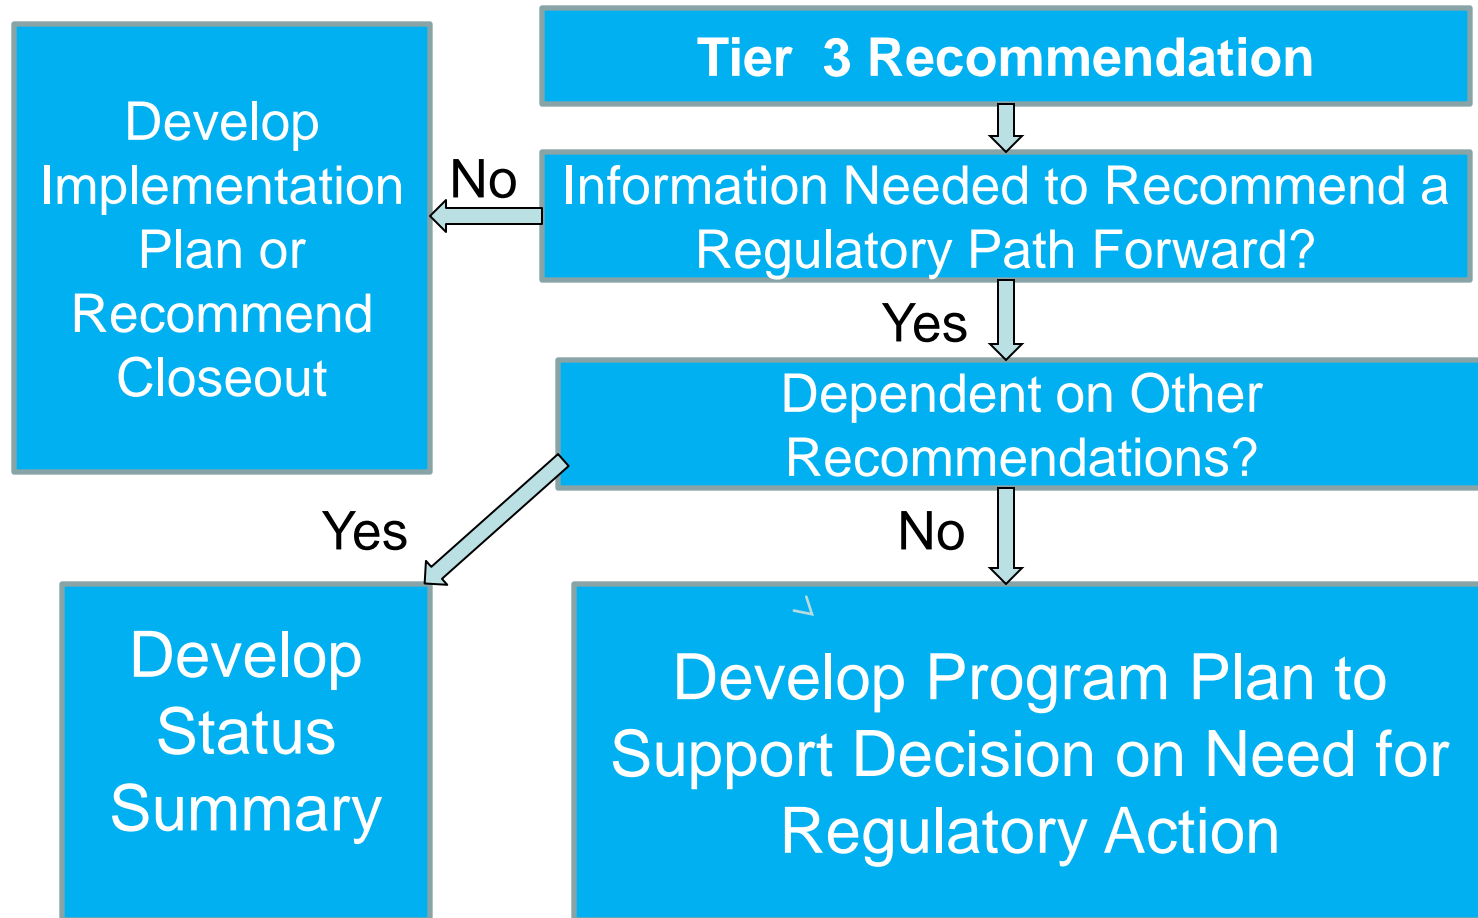 Tier  3 Recommendation
Develop
Implementation
Plan or
Recommend
Closeout
No
Information Needed to Recommend a
Regulatory Path Forward?
Yes
Dependent on Other
Recommendations?
Yes
No
Develop
Status
Summary
Develop Program Plan to
Support Decision on Need for
Regulatory Action